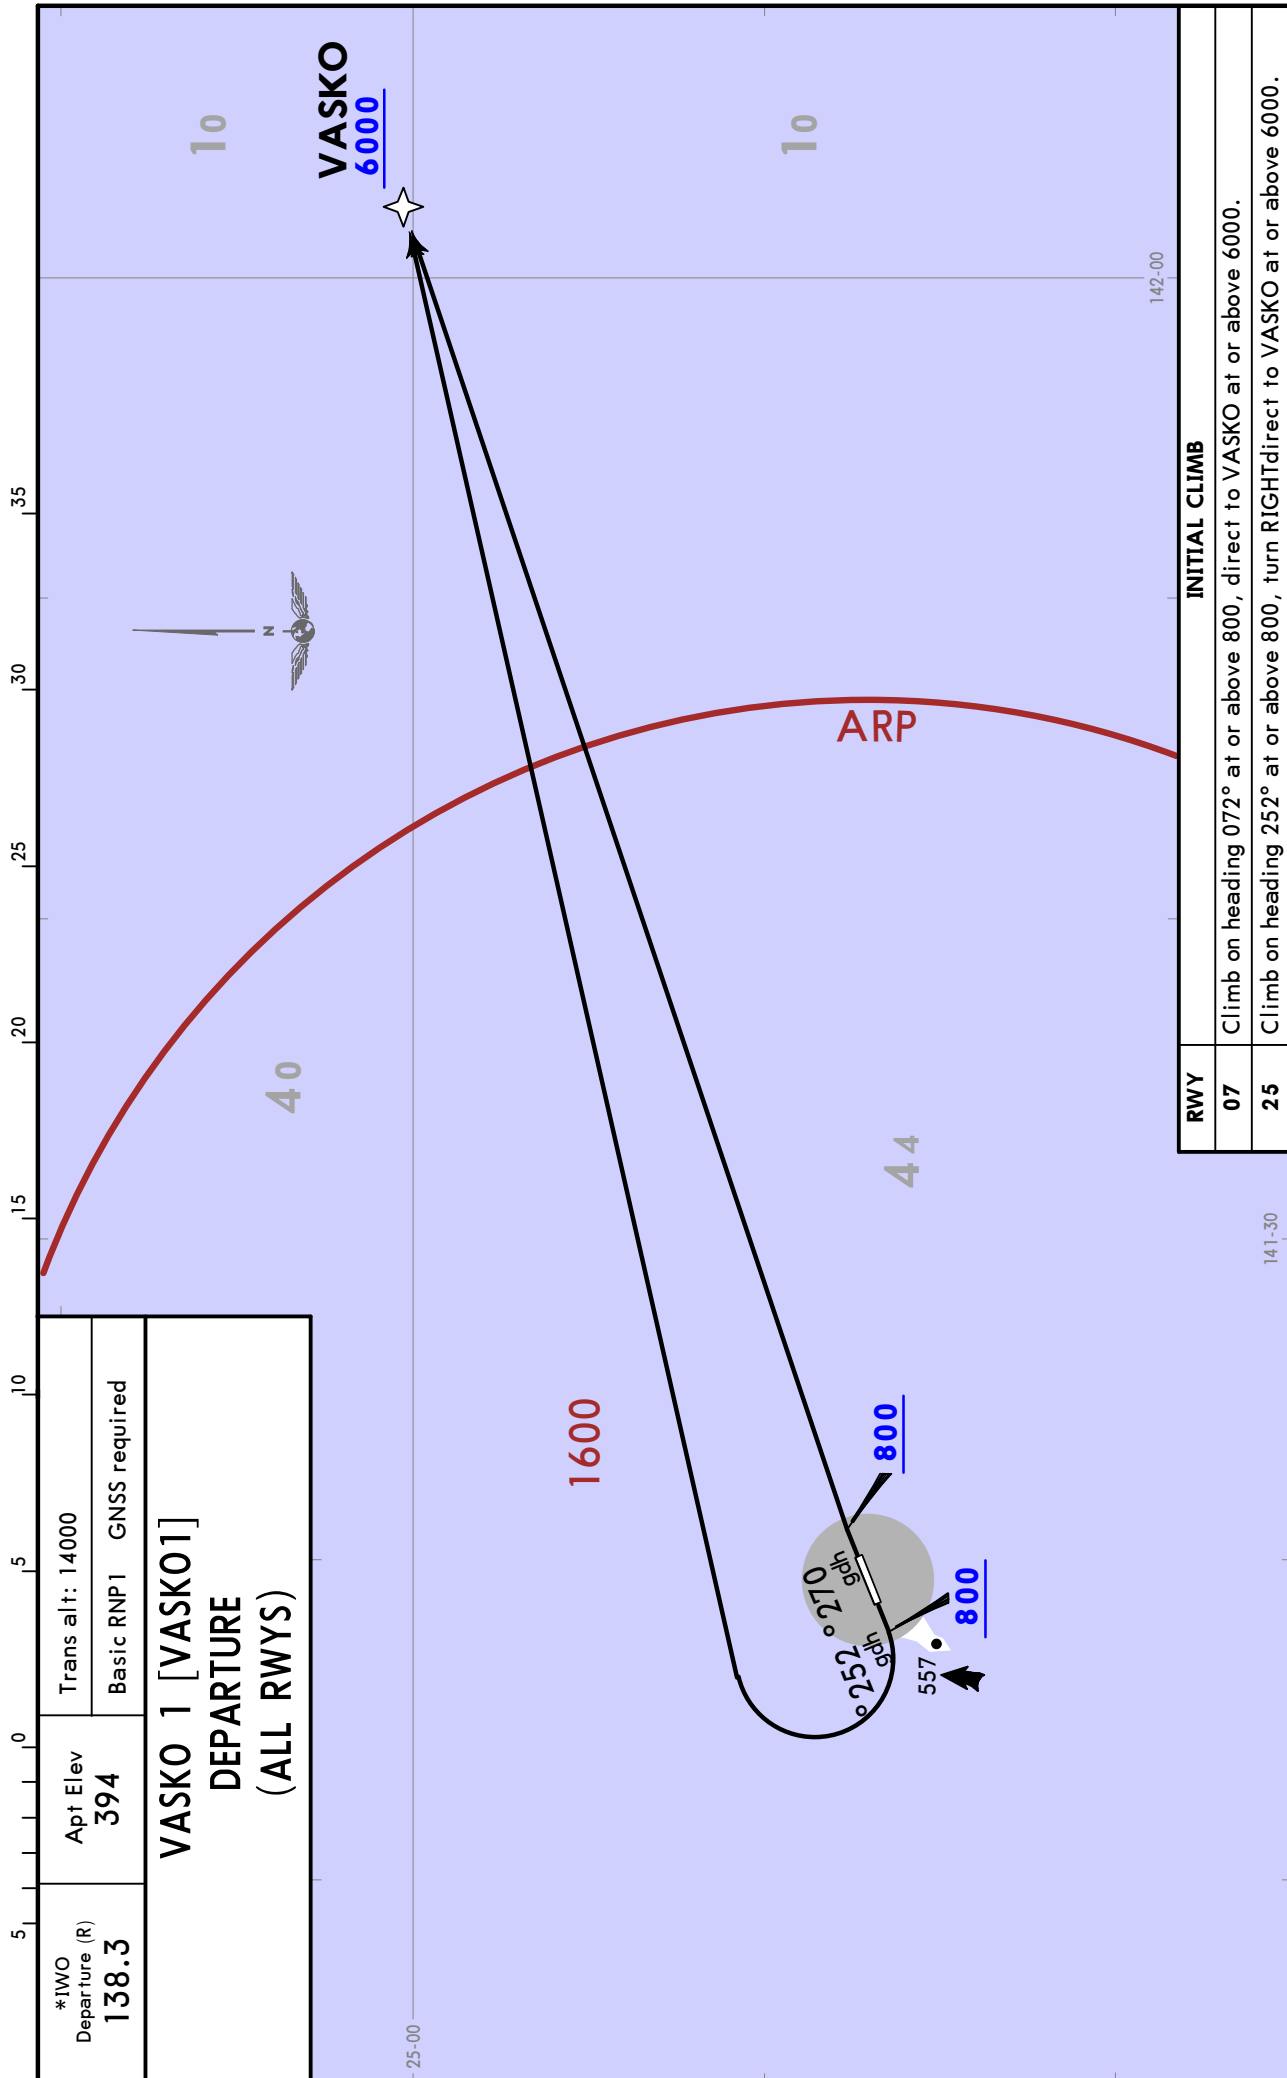 5 0 5 10 15 20 25 30 35
*IWO
Departure (R)
138.3
Apt Elev
394
Trans alt: 14000
Basic RNP1 GNSS required
VASKO 1 [VASKO1]
DEPARTURE
(ALL RWYS)
VASKO
6000
10
N
40
25-00
1600
ARP
10
44
800
800
270°
hdg
252°
hdg
557
142-00
141-30
RWY INITIAL CLIMB
07 Climb on heading 072° at or above 800, direct to VASKO at or above 6000.
25 Climb on heading 252° at or above 800, turn RIGHTdirect to VASKO at or above 6000.